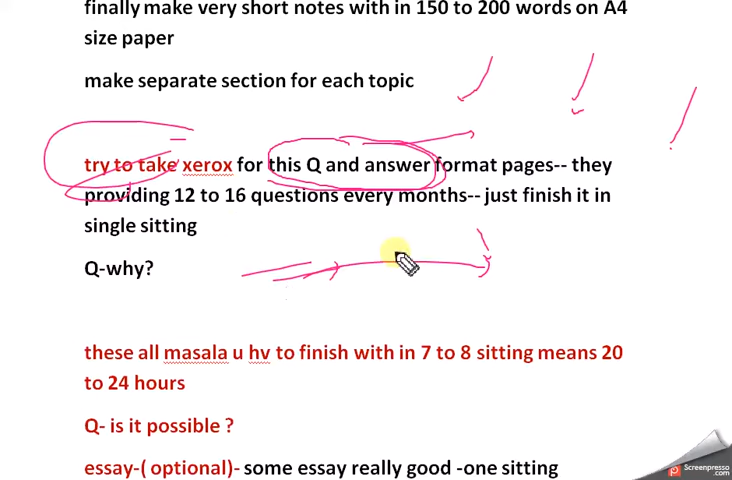 finally make very short notes with in 150 to 200 words on A4
size paper
make separate section for each topic
try to take xerox for this Q and answer format pages-- they
providing 12 to 16 questions every months-- just finish it in
single sitting
Q-why?
these all masala u hv to finish with in 7 to 8 sitting means 20
to 24 hours
Q- is it possible ?
essay-( optional)- some essay really good -one sitting
Screenpresso
.com